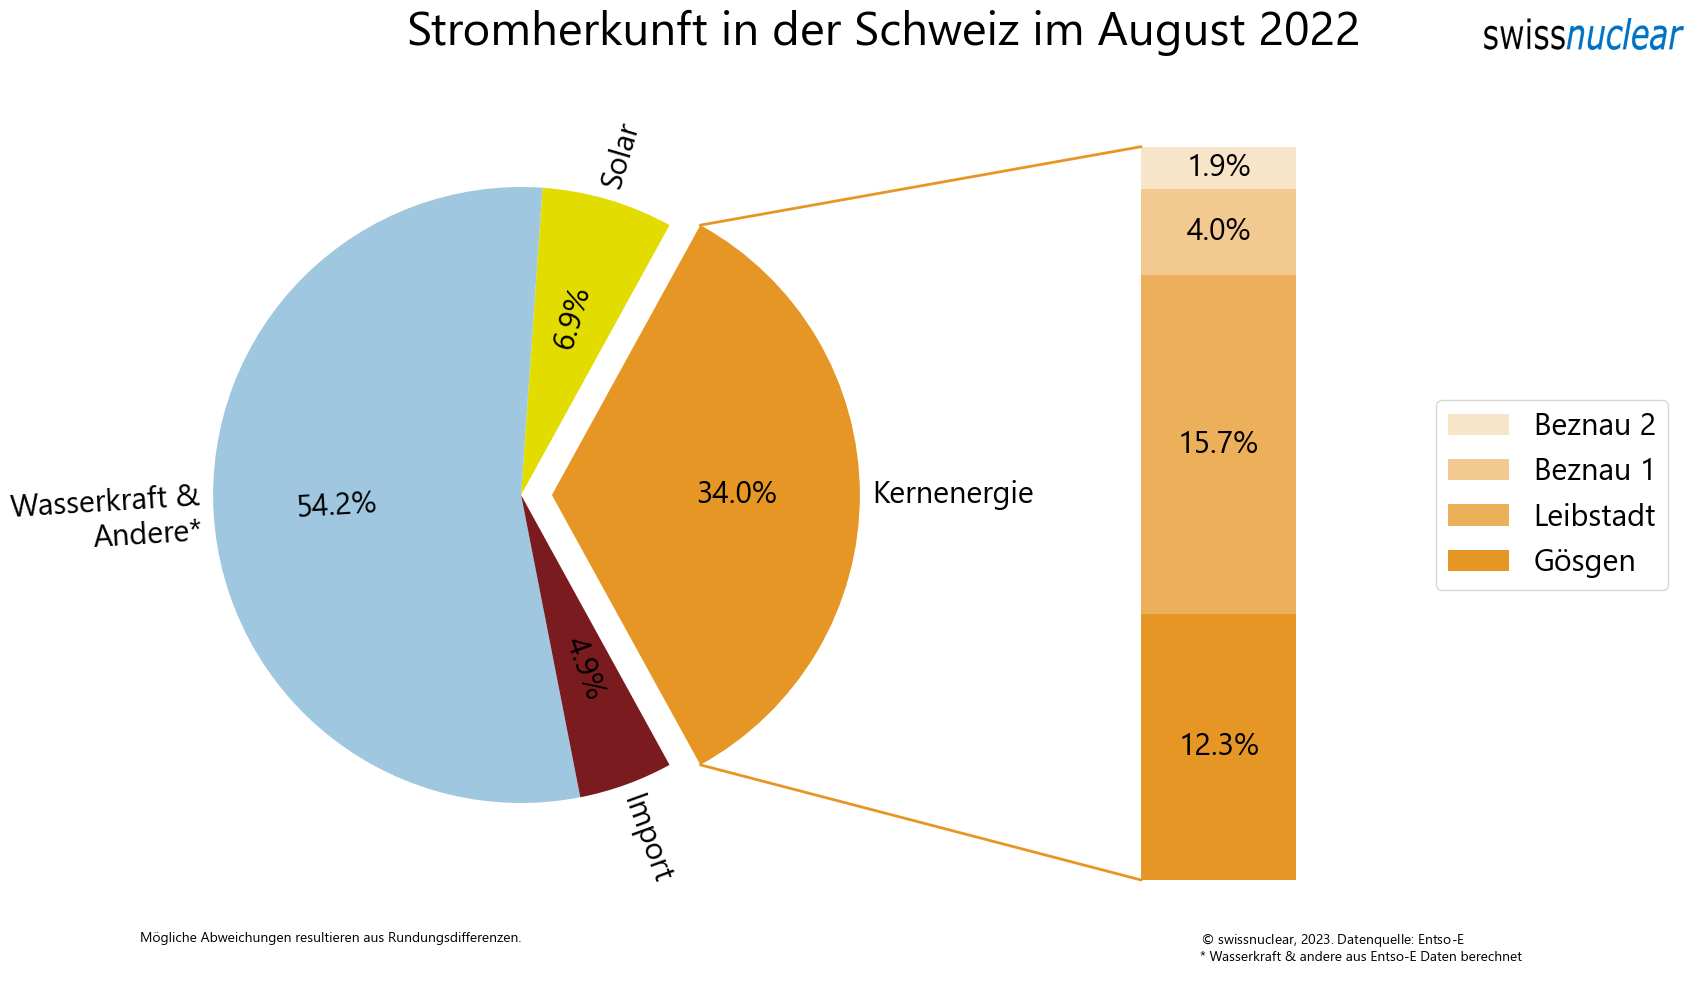 Stromherkunft in der Schweiz im August 2022
swissnuclear
Solar
6.9%
Wasserkraft &
Andere*
54.2%
34.0%
Kernenergie
4.9%
Import
1.9%
4.0%
15.7%
12.3%
Beznau 2
Beznau 1
Leibstadt
Gösgen
Mögliche Abweichungen resultieren aus Rundungsdifferenzen.
© swissnuclear, 2023. Datenquelle: Entso-E
* Wasserkraft & andere aus Entso-E Daten berechnet